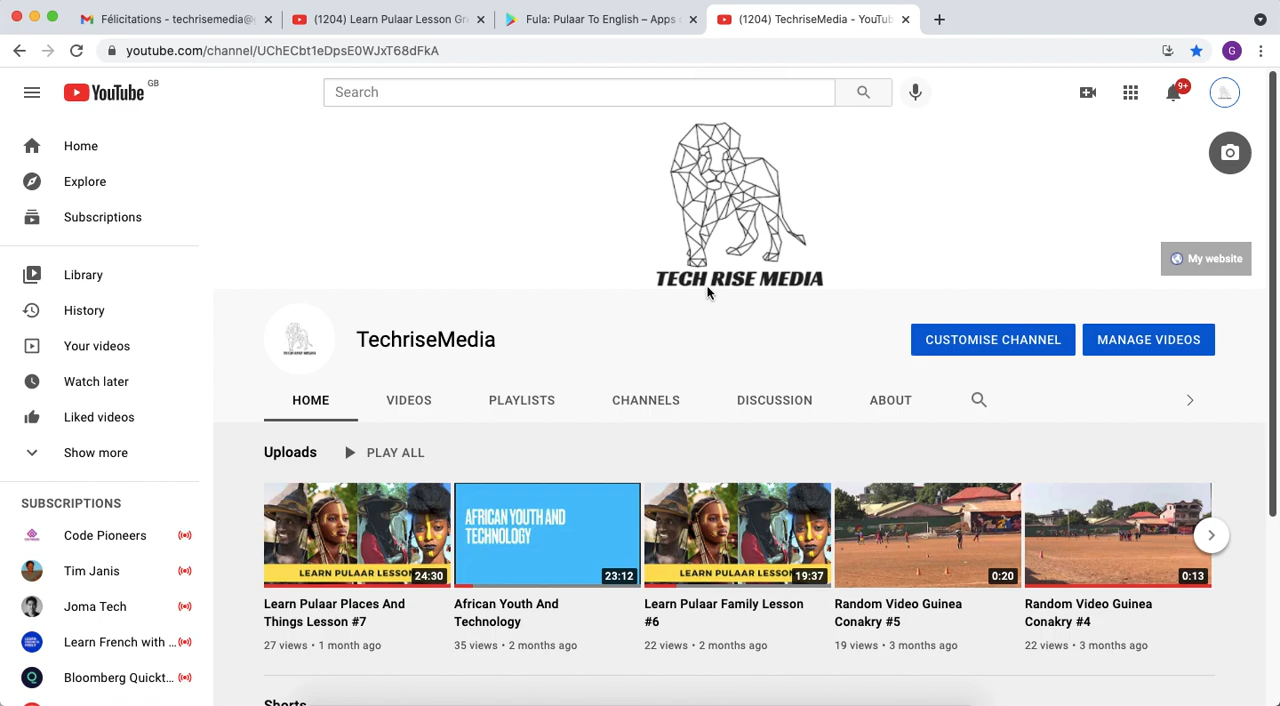 Félicitations - techrisemedia@g
(1204) Learn Pulaar Lesson Gr
Fula: Pulaar To English – Apps
(1204) TechriseMedia - YouTub
youtube.com/channel/UChECbt1eDpsE0WJxT68dFkA
G
YouTube GB
Search
9+
Home
Explore
Subscriptions
Library
History
Your videos
Watch later
Liked videos
Show more
SUBSCRIPTIONS
Code Pioneers
Tim Janis
Joma Tech
Learn French with ...
Bloomberg Quickt...
TECH RISE MEDIA
My website
TECH RISE MEDIA
TechriseMedia
CUSTOMISE CHANNEL
MANAGE VIDEOS
HOME VIDEOS PLAYLISTS CHANNELS DISCUSSION ABOUT
Uploads PLAY ALL
LEARN PULAAR LESSON
24:30
Learn Pulaar Places And
Things Lesson #7
27 views • 1 month ago
AFRICAN YOUTH AND
TECHNOLOGY
23:12
African Youth And
Technology
35 views • 2 months ago
LEARN PULAAR LESSON
19:37
Learn Pulaar Family Lesson
#6
22 views • 2 months ago
0:20
Random Video Guinea
Conakry #5
19 views • 3 months ago
0:13
Random Video Guinea
Conakry #4
22 views • 3 months ago
Shorts